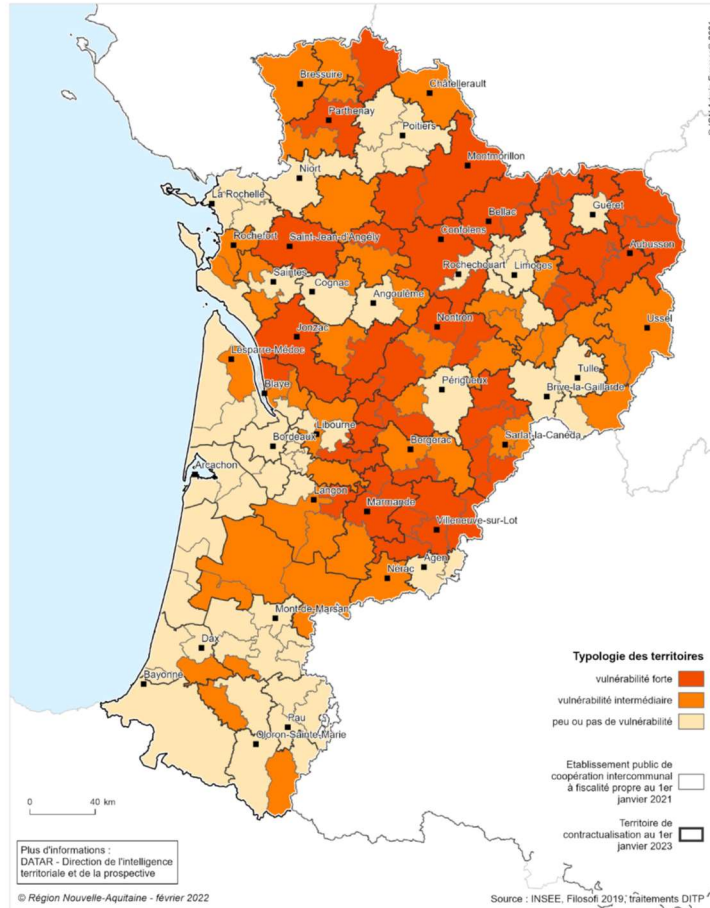 Bressuire
Châtellerault
Parthenay
Poitiers
Montmorillon
Niort
La Rochelle
Bellac
Guéret
Rochefort
Saint-Jean-d'Angély
Confolens
Aubusson
Rochechouart
Limoges
Saintes
Cognac
Angoulême
Nontron
Ussel
Jonzac
Lesparre-Médoc
Tulle
Périgueux
Brive-la-Gaillarde
Blaye
Libourne
Bordeaux
Bergerac
Sarlat-la-Canéda
Arcachon
Langon
Marmande
Villeneuve-sur-Lot
Agen
Nérac
Mont-de-Marsan
Dax
Bayonne
Pau
Oloron-Sainte-Marie
Typologie des territoires
vulnérabilité forte
vulnérabilité intermédiaire
peu ou pas de vulnérabilité
Etablissement public de
coopération intercommunal
à fiscalité propre au 1er
janvier 2021
Territoire de
contractualisation au 1er
janvier 2023
0 40 km
Plus d'informations :
DATAR - Direction de l'intelligence
territoriale et de la prospective
© Région Nouvelle-Aquitaine - février 2022
Source : INSEE, Filosofi 2019, traitements DITP